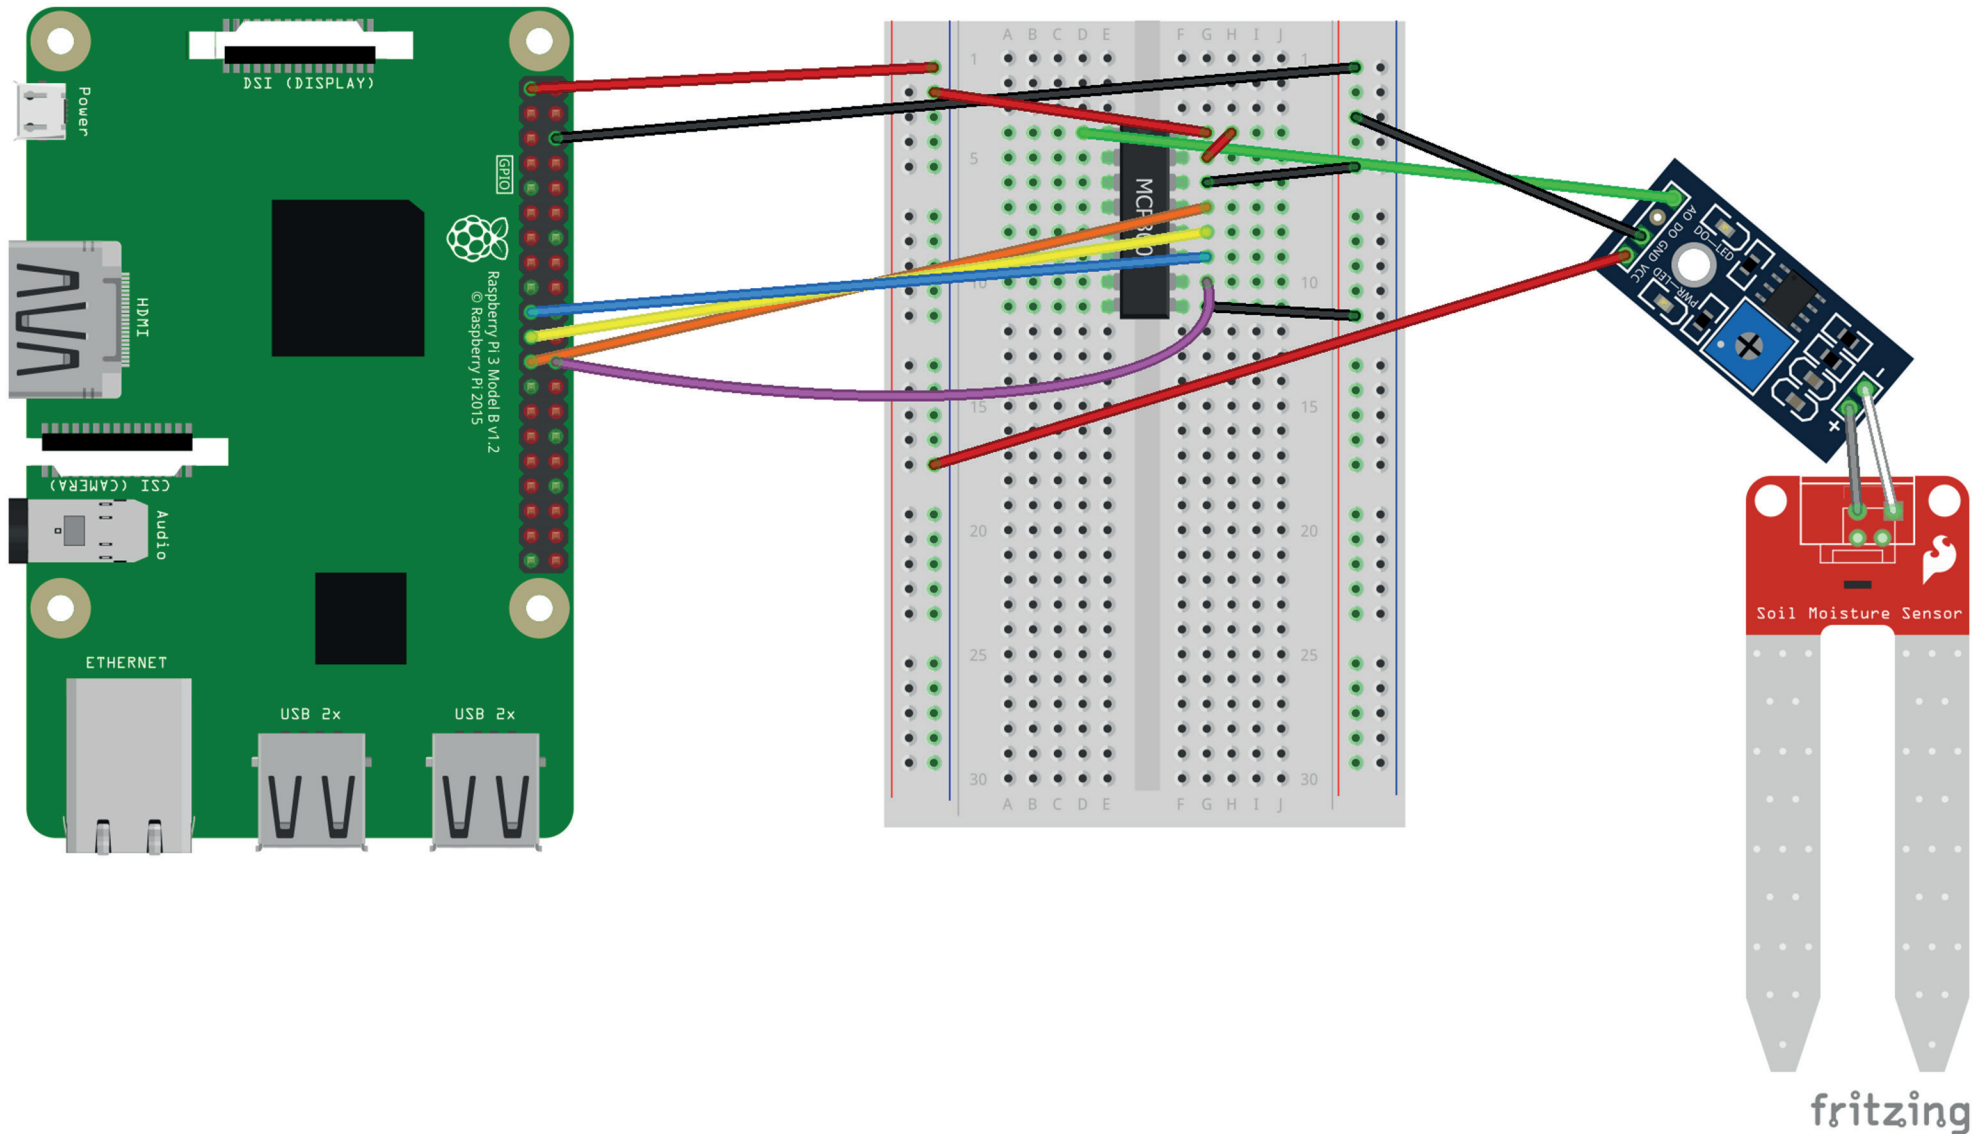 DSI (DISPLAY)
Power
GPIO
HDMI
Raspberry Pi 3 Model B v1.2
© Raspberry Pi 2015
CSI (CAMERA)
Audio
ETHERNET
USB 2x
USB 2x
A B C D E F G H I J
1 1
5
10 10
15 15
20 20
25 25
30 30
A B C D E F G H I J
AO DO GND VCC
DO-LED
PWR-LED
-
+
Soil Moisture Sensor
fritzing